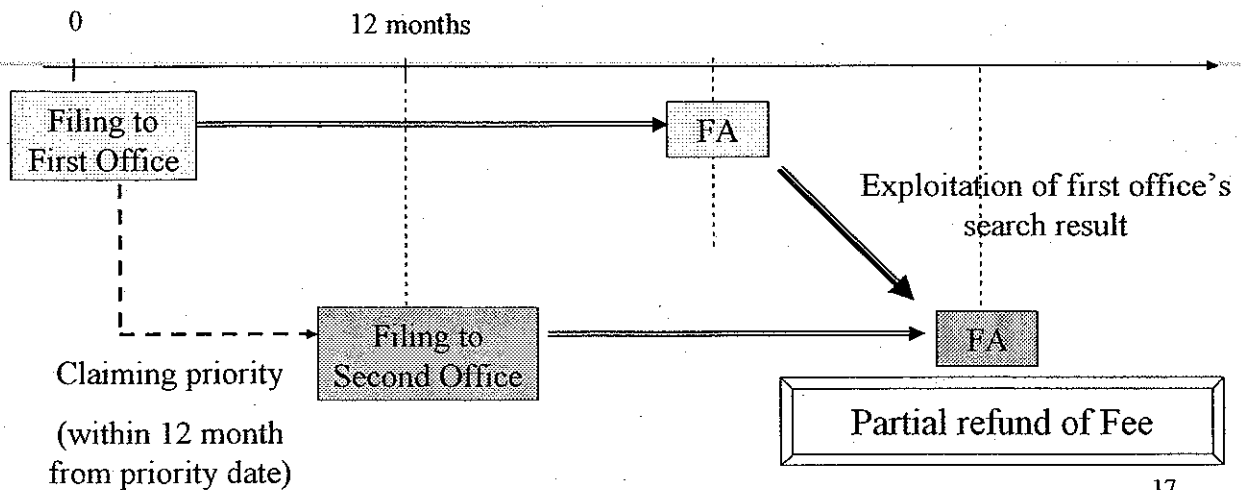 0
12 months
Filing to
First Office
FA
Exploitation of first office's
search result
Filing to
Second Office
FA
Claiming priority
(within 12 month
from priority date)
Partial refund of Fee
17